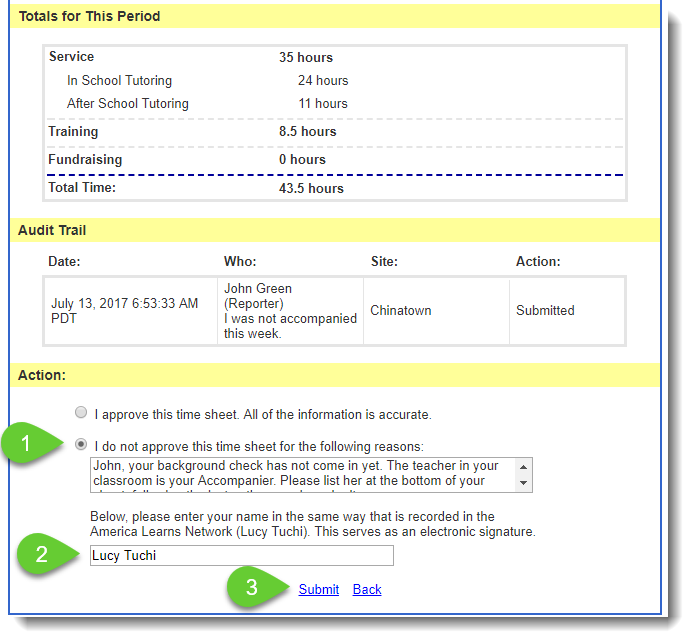 Totals for This Period
Service 35 hours
In School Tutoring 24 hours
After School Tutoring 11 hours
Training 8.5 hours
Fundraising 0 hours
Total Time: 43.5 hours
Audit Trail
Date: Who: Site: Action:
July 13, 2017 6:53:33 AM
PDT
John Green
(Reporter)
I was not accompanied
this week.
Chinatown
Submitted
Action:
I approve this time sheet. All of the information is accurate.
1
I do not approve this time sheet for the following reasons:
John, your background check has not come in yet. The teacher in your
classroom is your Accompanier. Please list her at the bottom of your
Below, please enter your name in the same way that is recorded in the
America Learns Network (Lucy Tuchi). This serves as an electronic signature.
2
Lucy Tuchi
3
Submit Back